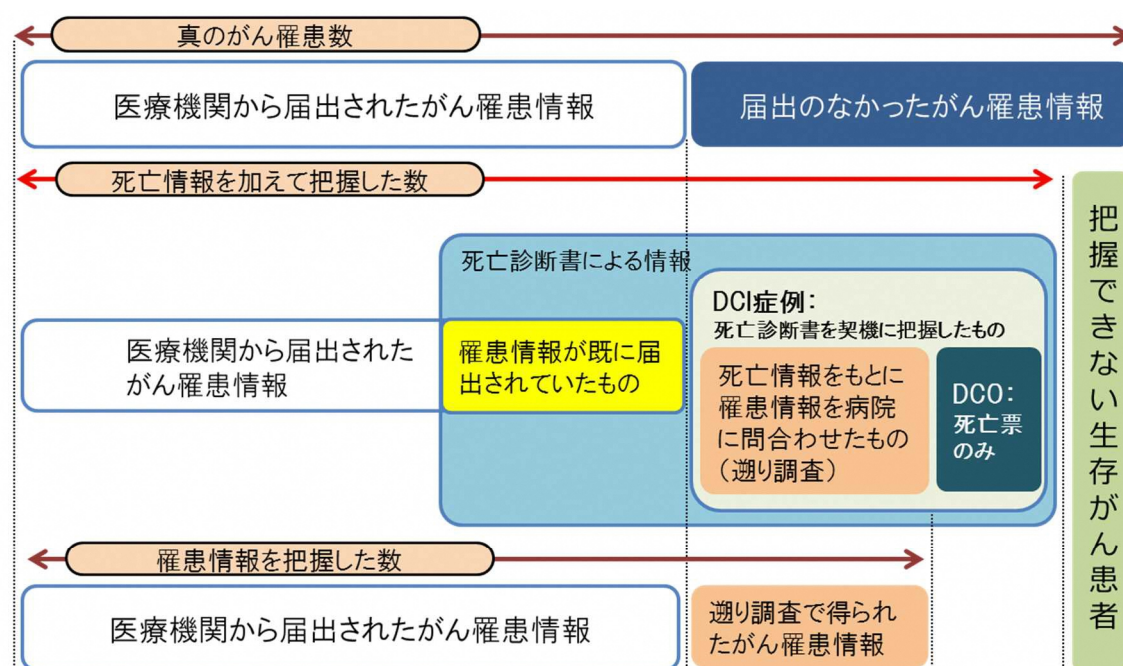 真のがん罹患数
医療機関から届出されたがん罹患情報
届出のなかったがん罹患情報
死亡情報を加えて把握した数
把握できない生存がん患者
死亡診断書による情報
DCI症例：
死亡診断書を契機に把握したもの
医療機関から届出された
がん罹患情報
罹患情報が既に届
出されていたもの
死亡情報をもとに
罹患情報を病院
に問合わせたもの
（遡り調査）
DCO：
死亡票
のみ
罹患情報を把握した数
医療機関から届出されたがん罹患情報
遡り調査で得られ
たがん罹患情報